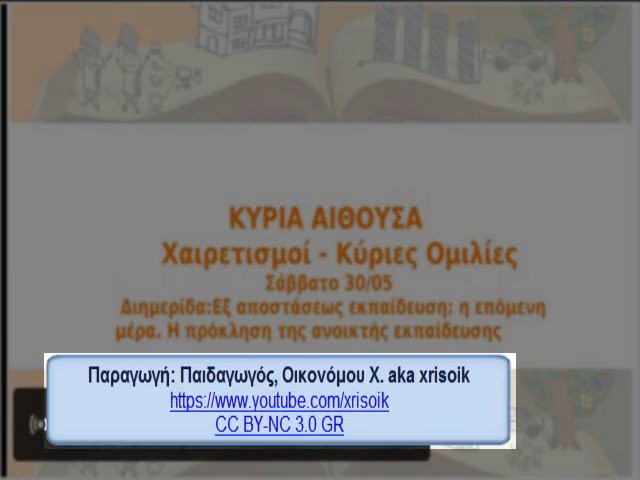 ΚΥΡΙΑ ΑΙΘΟΥΣΑ
Χαιρετισμοί - Κύριες Ομιλίες
Σάββατο 30/05
Διημερίδα:Εξ αποστάσεως εκπαίδευση: η επόμενη
μέρα. Η πρόκληση της ανοικτής εκπαίδευσης
Παραγωγή: Παιδαγωγός, Οικονόμου Χ. aka xrisoik
https://www.youtube.com/xrisoik
CC BY-NC 3.0 GR